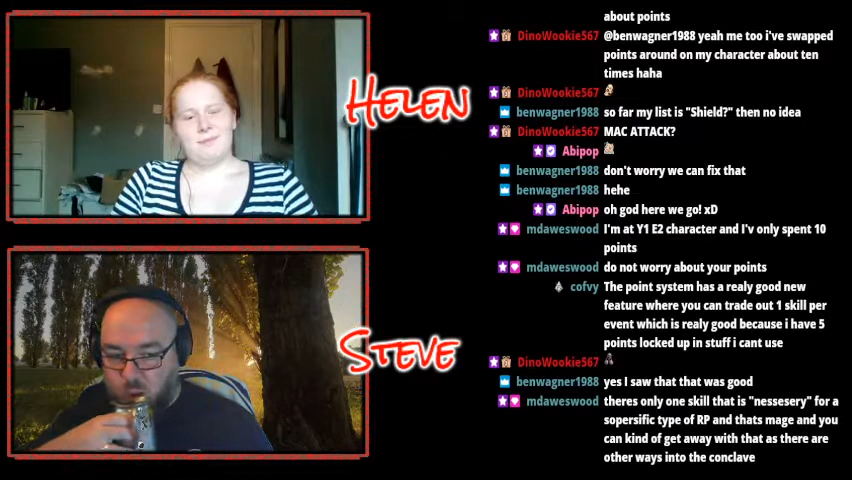 Helen
Steve
about points
DinoWookie567 @benwagner1988 yeah me too i've swapped
points around on my character about ten
times haha
DinoWookie567
benwagner1988 so far my list is "Shield?" then no idea
DinoWookie567 MAC ATTACK?
Abipop
benwagner1988 don't worry we can fix that
benwagner1988 hehe
Abipop oh god here we go! xD
mdaweswood I'm at Y1 E2 character and I'v only spent 10
points
mdaweswood do not worry about your points
cofvy The point system has a realy good new
feature where you can trade out 1 skill per
event which is realy good because i have 5
points locked up in stuff i cant use
DinoWookie567
benwagner1988 yes I saw that that was good
mdaweswood theres only one skill that is "nessesery" for a
supersific type of RP and thats mage and you
can kind of get away with that as there are
other ways into the conclave